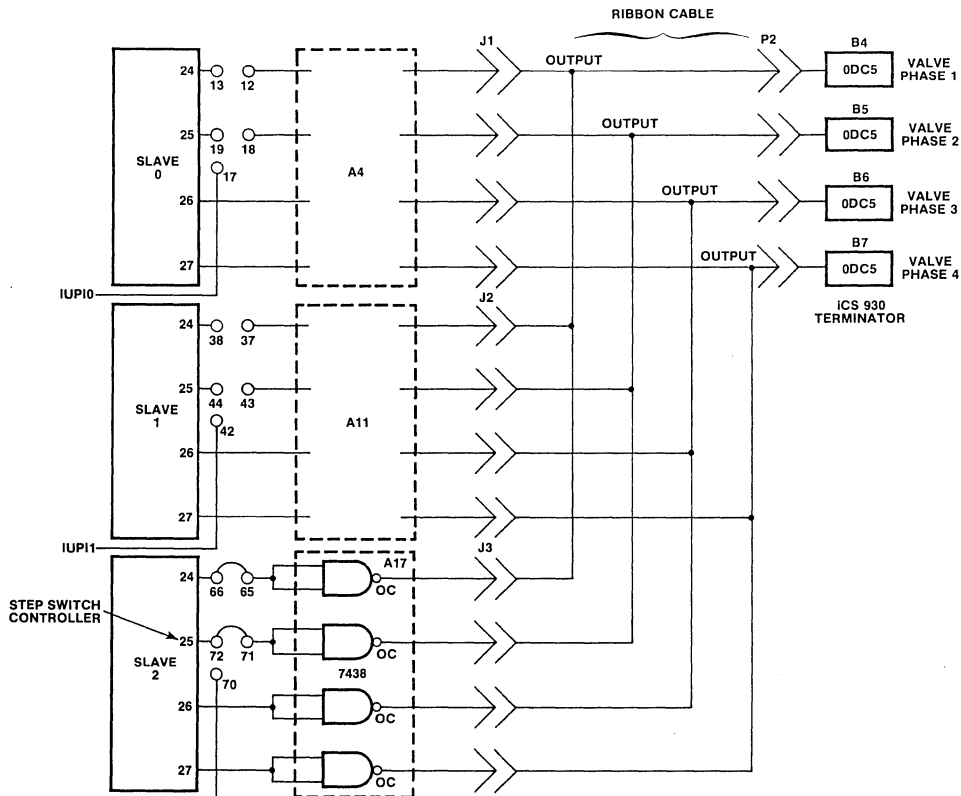 RIBBON CABLE
J1
P2
B4
24
13 12
OUTPUT
0DC5
VALVE
PHASE 1
B5
25
19 18
OUTPUT
0DC5
VALVE
PHASE 2
SLAVE
0
17
A4
B6
26
OUTPUT
0DC5
VALVE
PHASE 3
B7
27
OUTPUT
0DC5
VALVE
PHASE 4
IUPI0
J2
iCS 930
TERMINATOR
24
38 37
25
44 43
SLAVE
1
42
A11
26
27
IUPI1
J3
A17
24
66 65
OC
STEP SWITCH
CONTROLLER
25
72 71
OC
SLAVE
2
70
7438
26
OC
27
OC